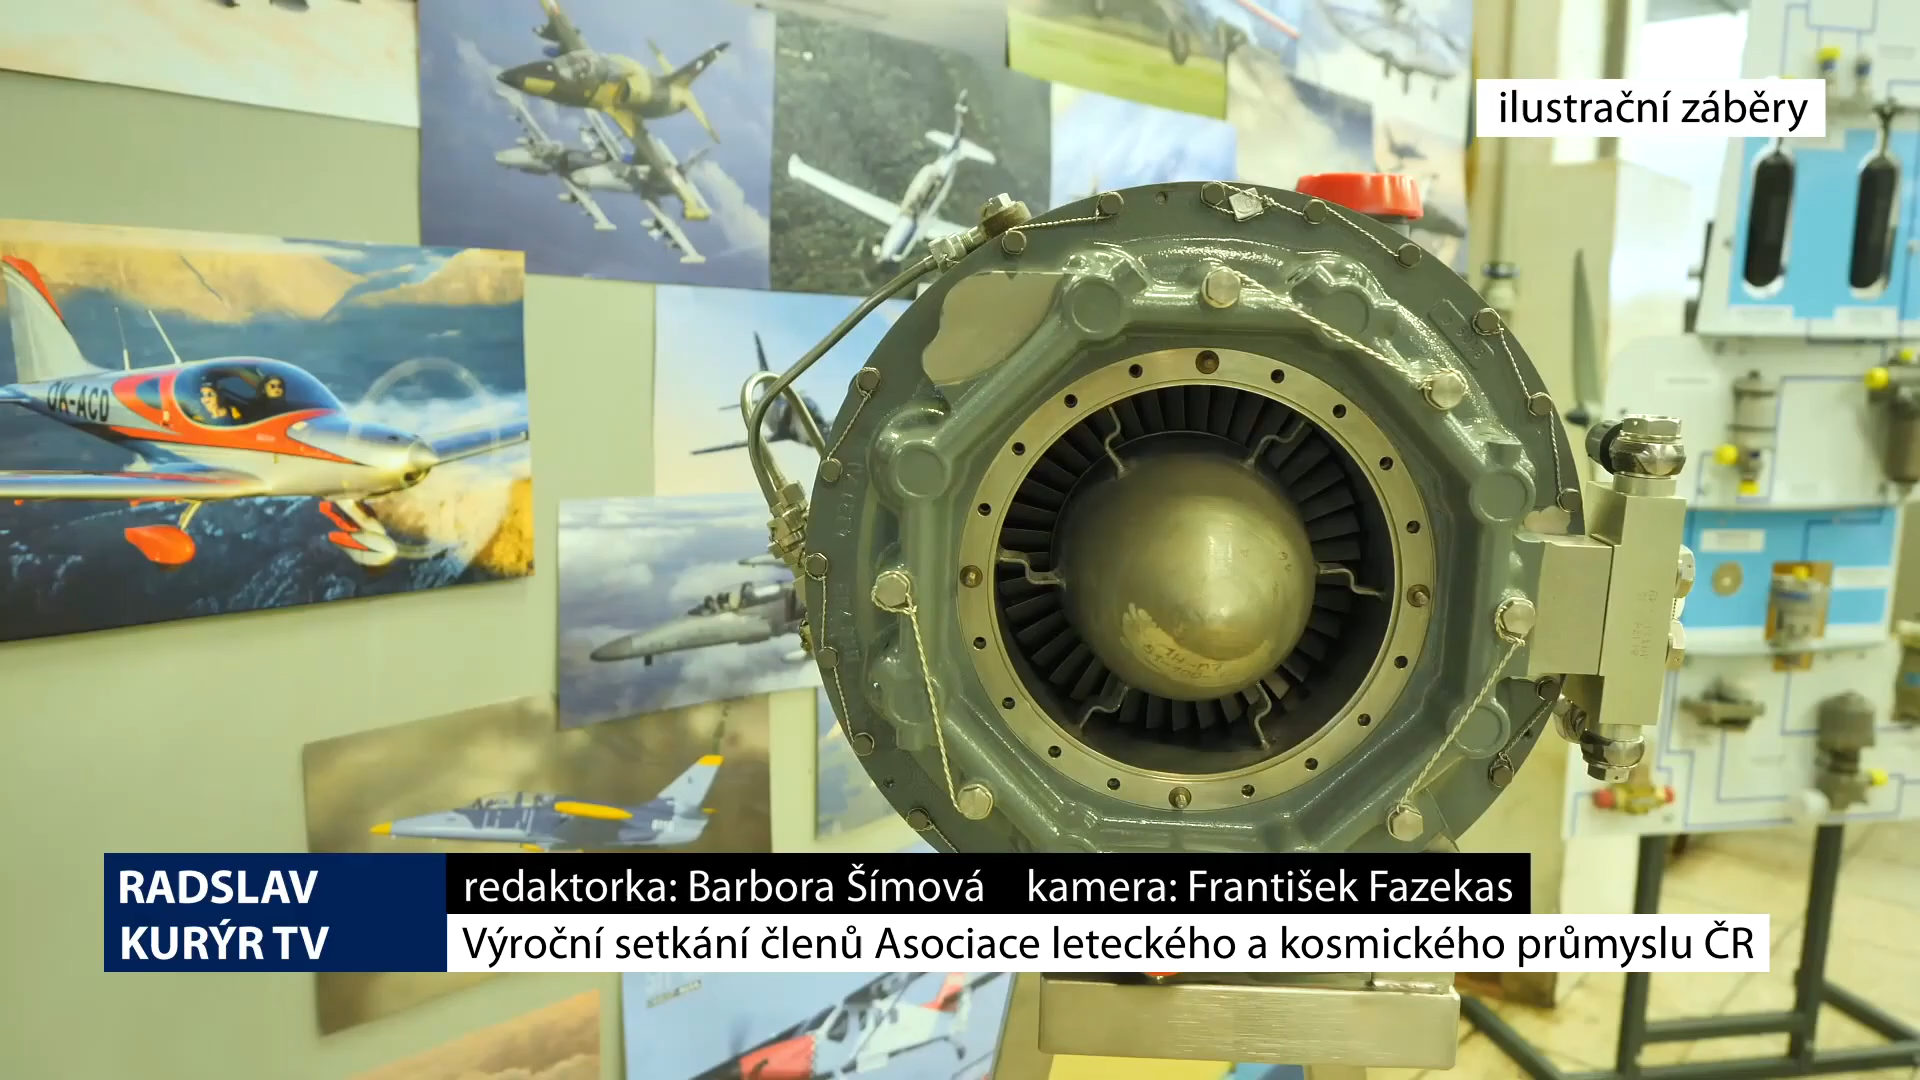 ilustrační záběry
OK-ACD
RADSLAV
KURÝR TV
redaktorka: Barbora Šímová kamera: František Fazekas
Výroční setkání členů Asociace leteckého a kosmického průmyslu ČR